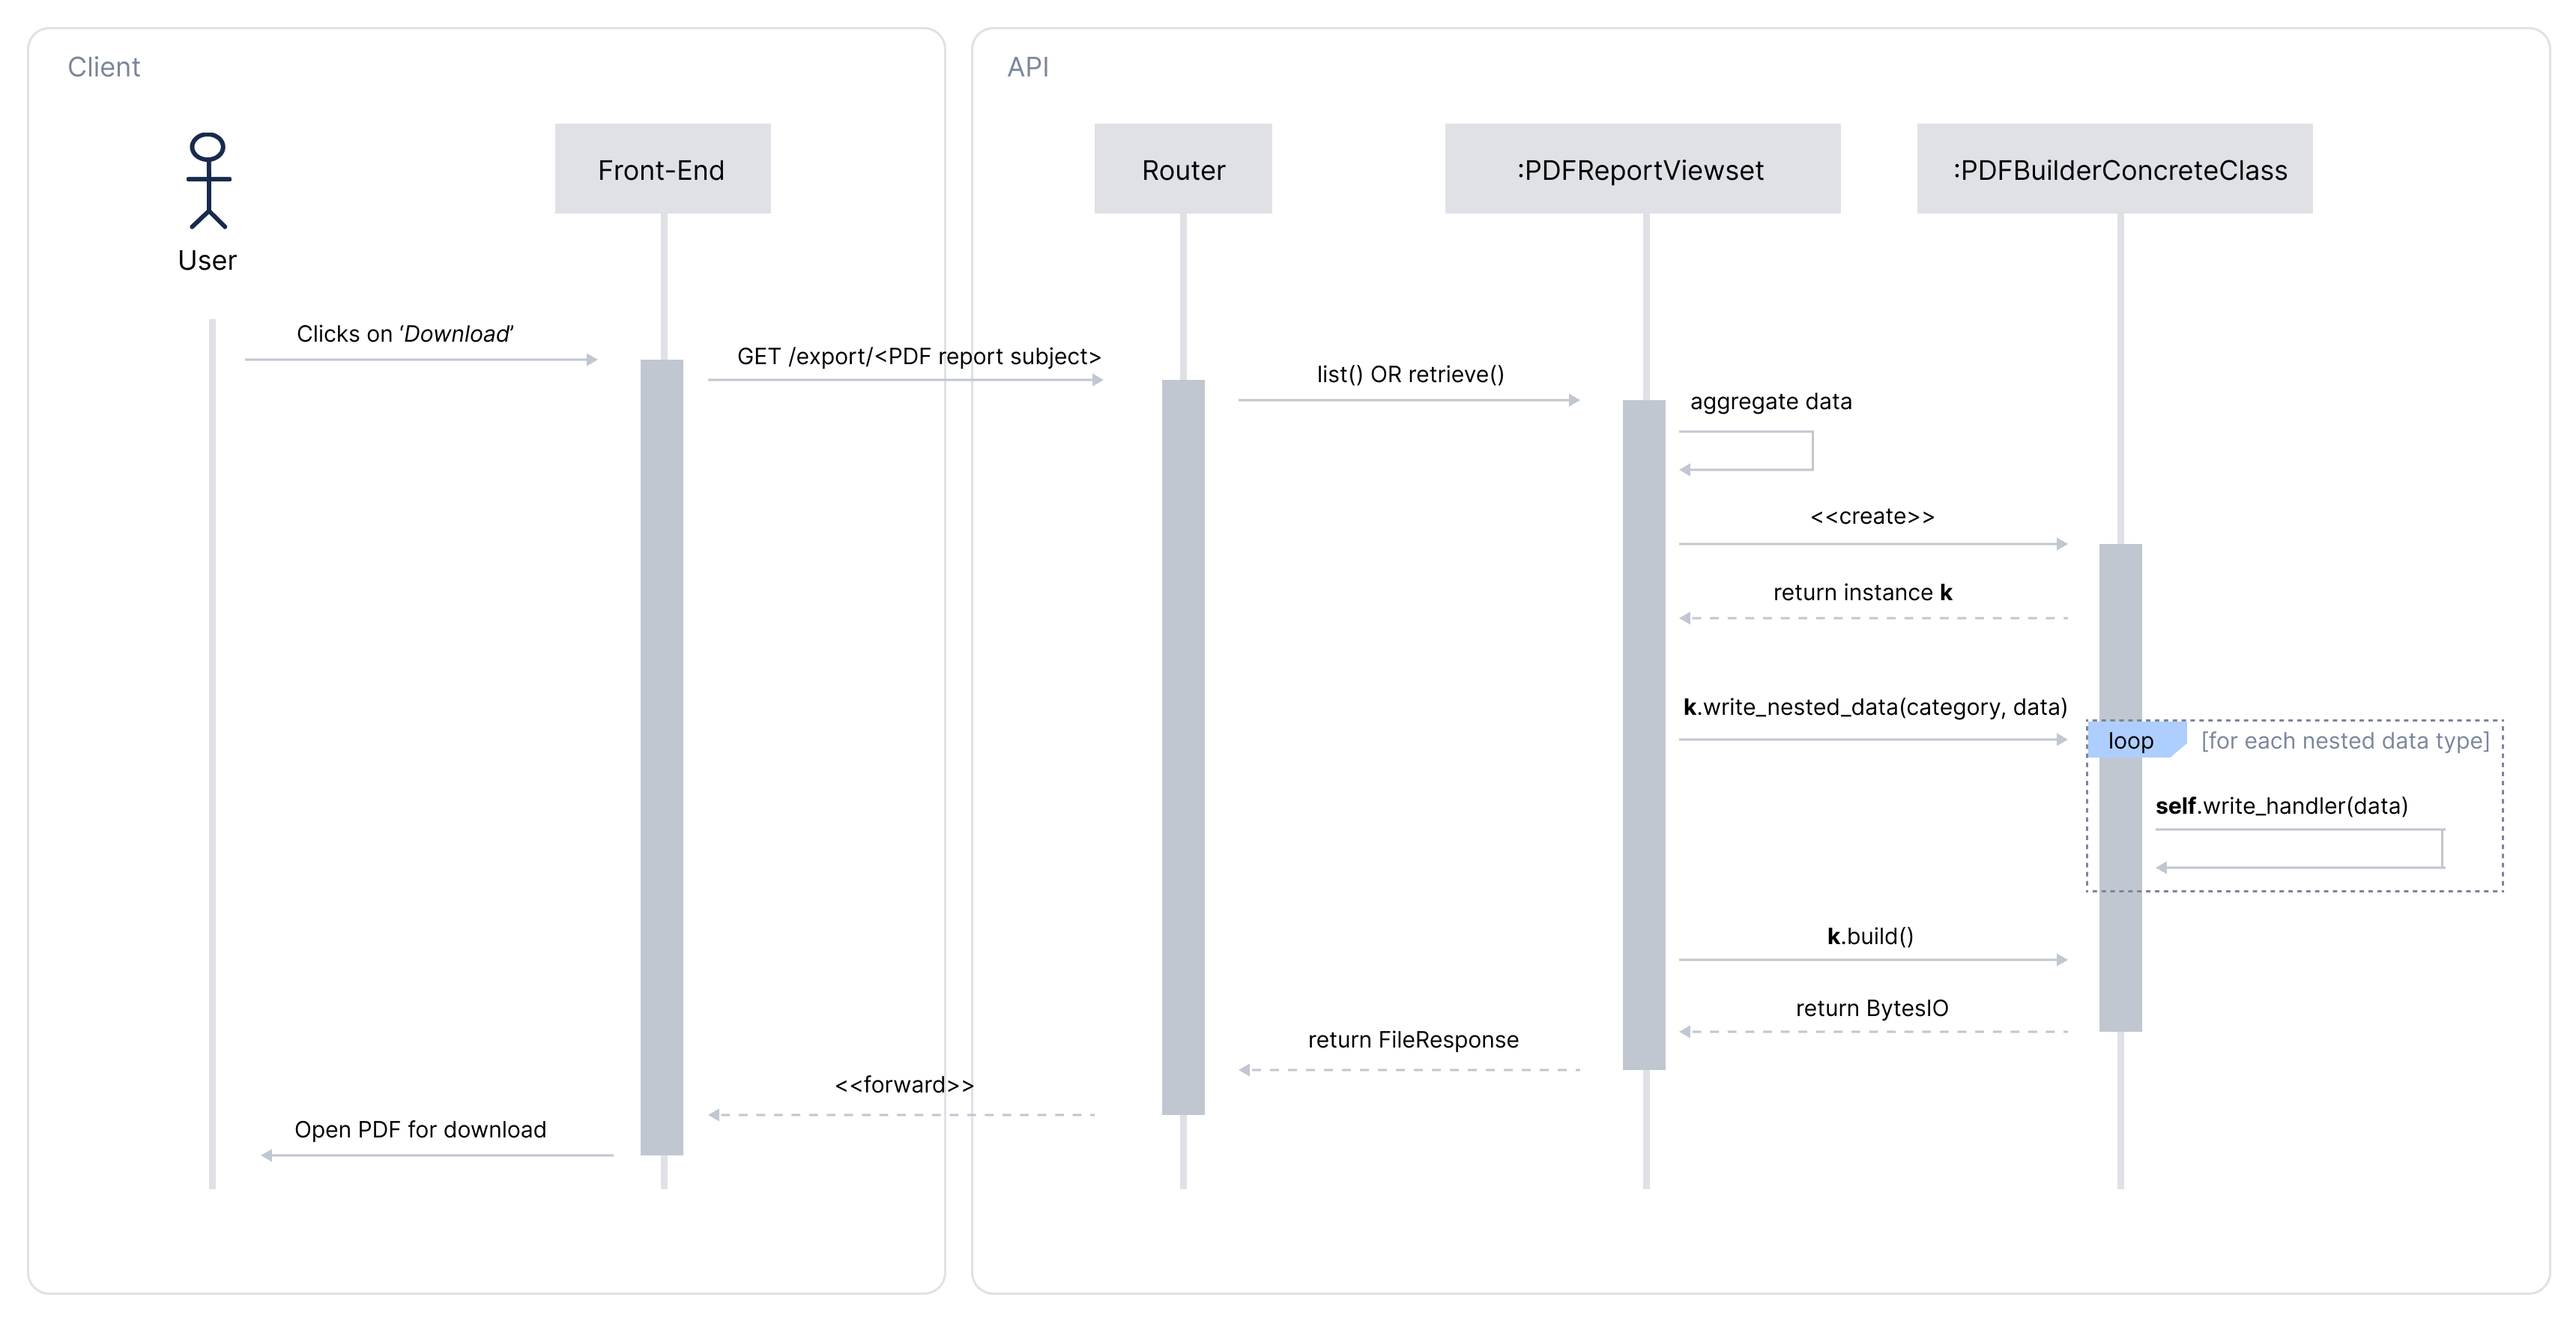 Client
API
Front-End
Router
:PDFReportViewset
:PDFBuilderConcreteClass
User
Clicks on ‘Download’
GET /export/<PDF report subject>
list() OR retrieve()
aggregate data
<<create>>
return instance k
k.write_nested_data(category, data)
loop
[for each nested data type]
self.write_handler(data)
k.build()
return BytesIO
return FileResponse
<<forward>>
Open PDF for download